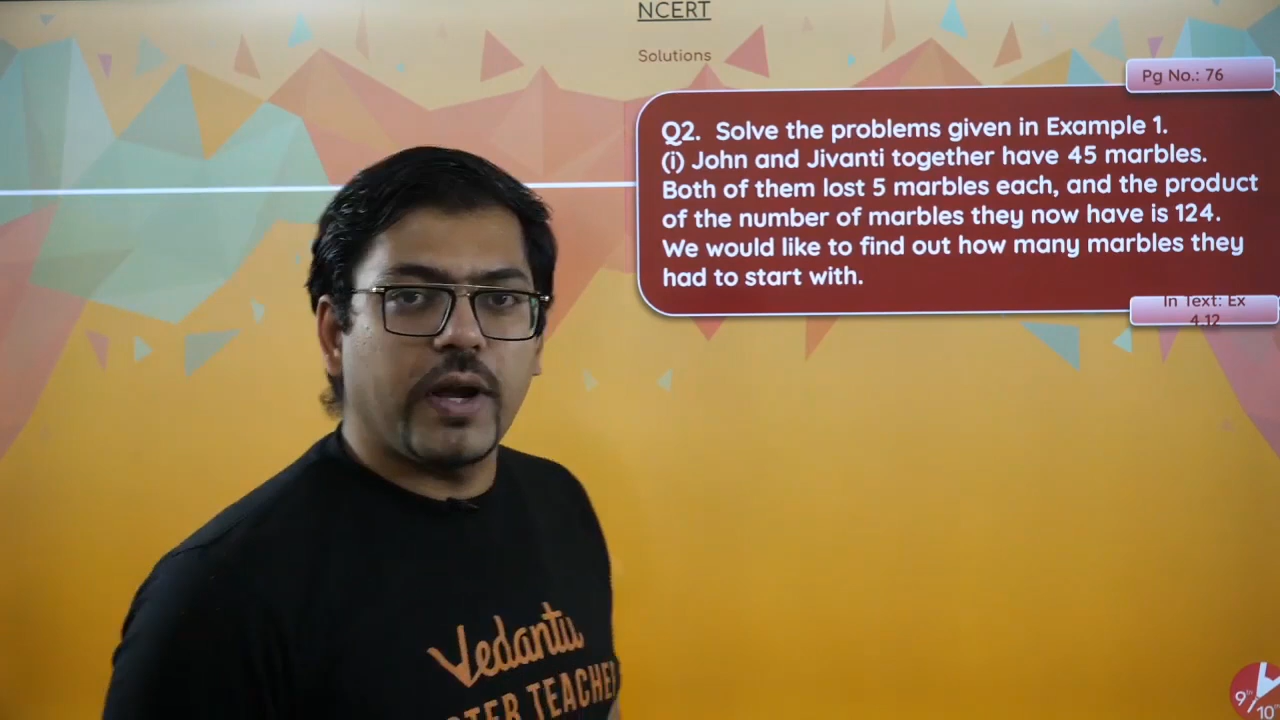 NCERT
Solutions
Pg No.: 76
Q2. Solve the problems given in Example 1.
(i) John and Jivanti together have 45 marbles.
Both of them lost 5 marbles each, and the product
of the number of marbles they now have is 124.
We would like to find out how many marbles they
had to start with.
In Text: Ex
4.12
Vedantu
TEACHER
9th
10th